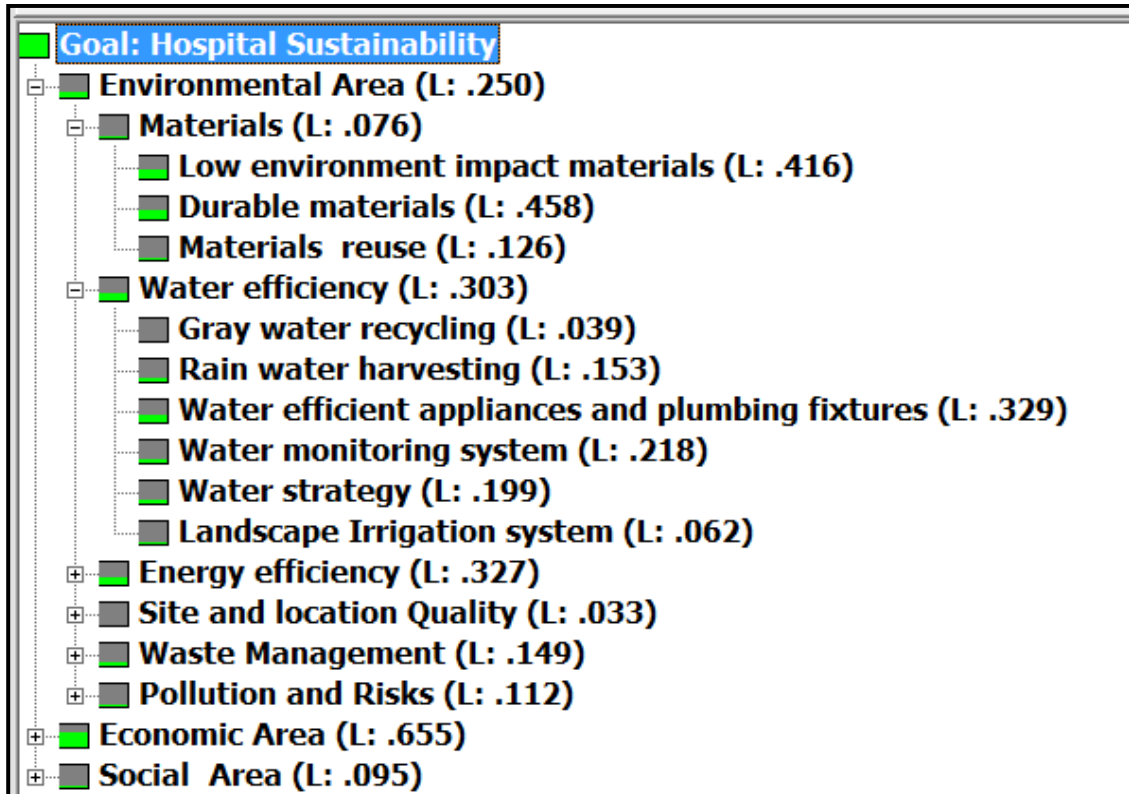 Goal: Hospital Sustainability
Environmental Area (L: .250)
Materials (L: .076)
Low environment impact materials (L: .416)
Durable materials (L: .458)
Materials  reuse (L: .126)
Water efficiency (L: .303)
Gray water recycling (L: .039)
Rain water harvesting (L: .153)
Water efficient appliances and plumbing fixtures (L: .329)
Water monitoring system (L: .218)
Water strategy (L: .199)
Landscape Irrigation system (L: .062)
Energy efficiency (L: .327)
Site and location Quality (L: .033)
Waste Management (L: .149)
Pollution and Risks (L: .112)
Economic Area (L: .655)
Social  Area (L: .095)